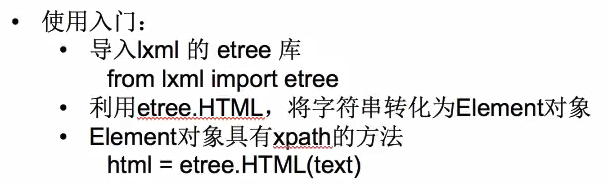 • 使用入门：
• 导入lxml 的 etree 库
from lxml import etree
• 利用etree.HTML，将字符串转化为Element对象
• Element对象具有xpath的方法
html = etree.HTML(text)